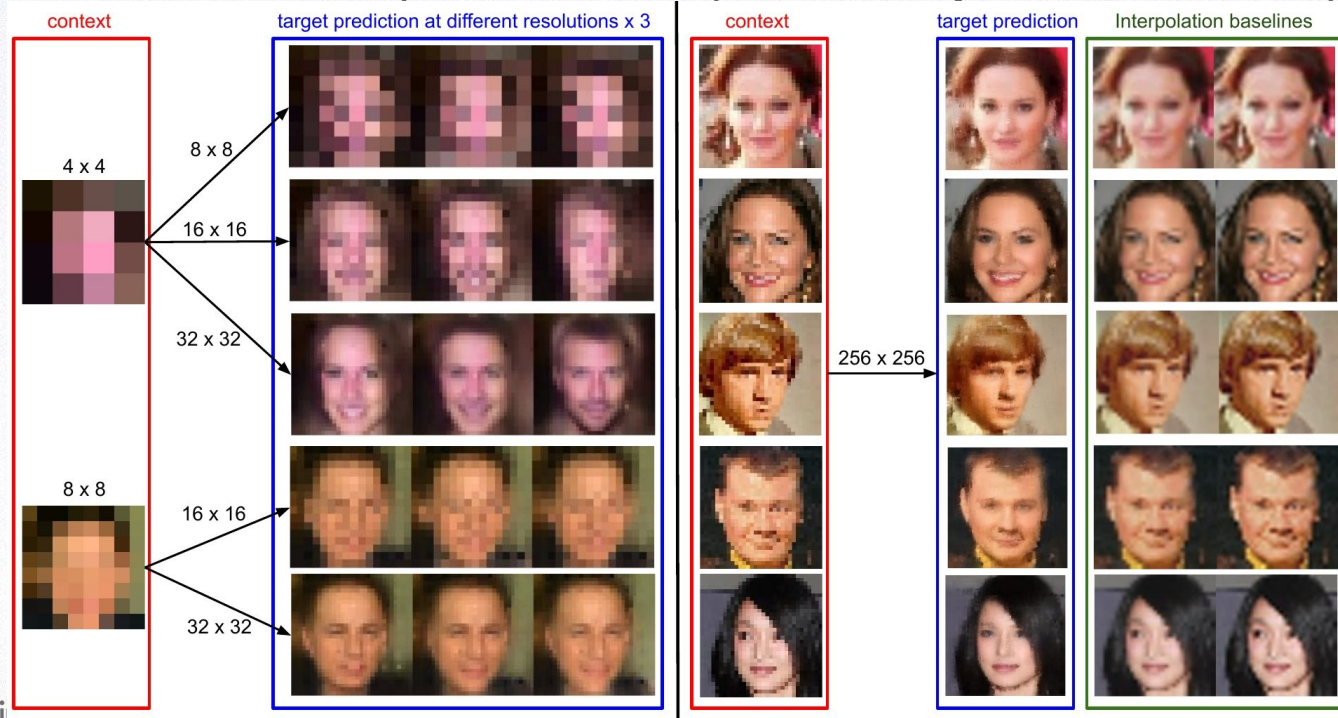 context
target prediction at different resolutions x 3
context
target prediction
Interpolation baselines
4 x 4
8 x 8
16 x 16
32 x 32
256 x 256
8 x 8
16 x 16
32 x 32